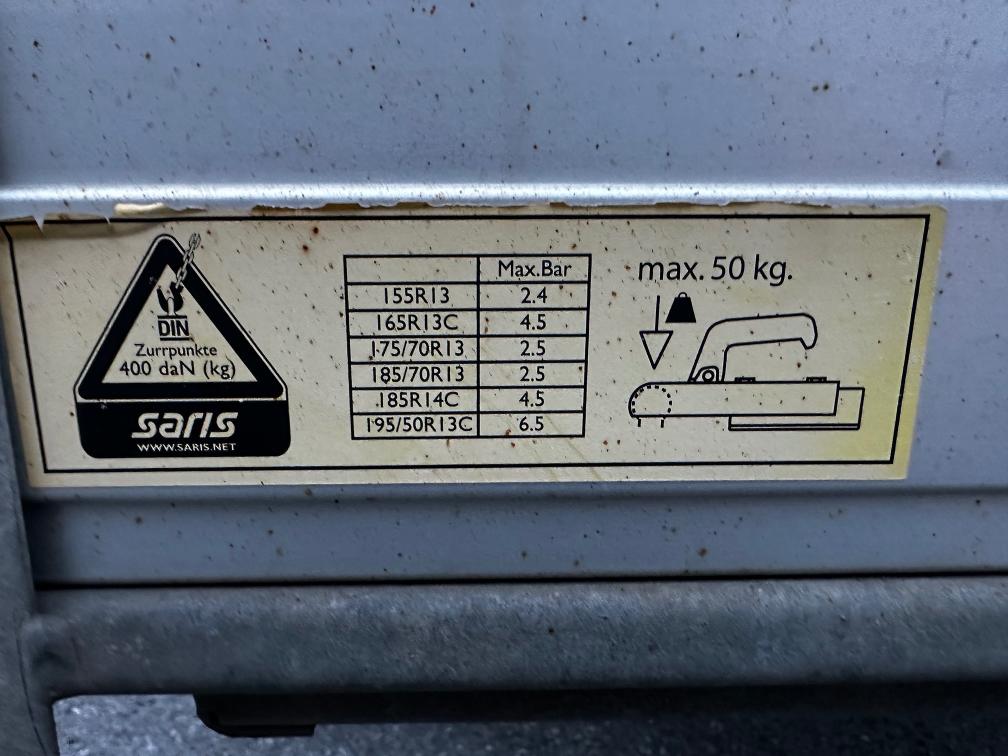 DIN
Zurrpunkte
400 daN (kg)
saris
WWW.SARIS.NET
Max.Bar
155R13 2.4
165R13C 4.5
175/70R13 2.5
185/70R13 2.5
185R14C 4.5
195/50R13C 6.5
max. 50 kg.